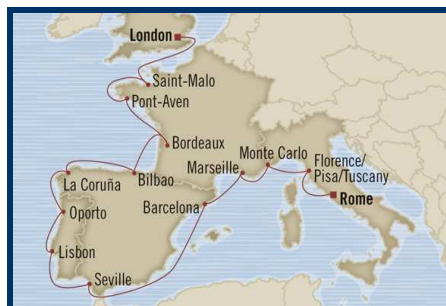 London
Saint-Malo
Pont-Aven
Bordeaux
Monte Carlo
Florence/
Pisa/Tuscany
Marseille
La Coruña
Bilbao
Barcelona
Rome
Oporto
Lisbon
Seville